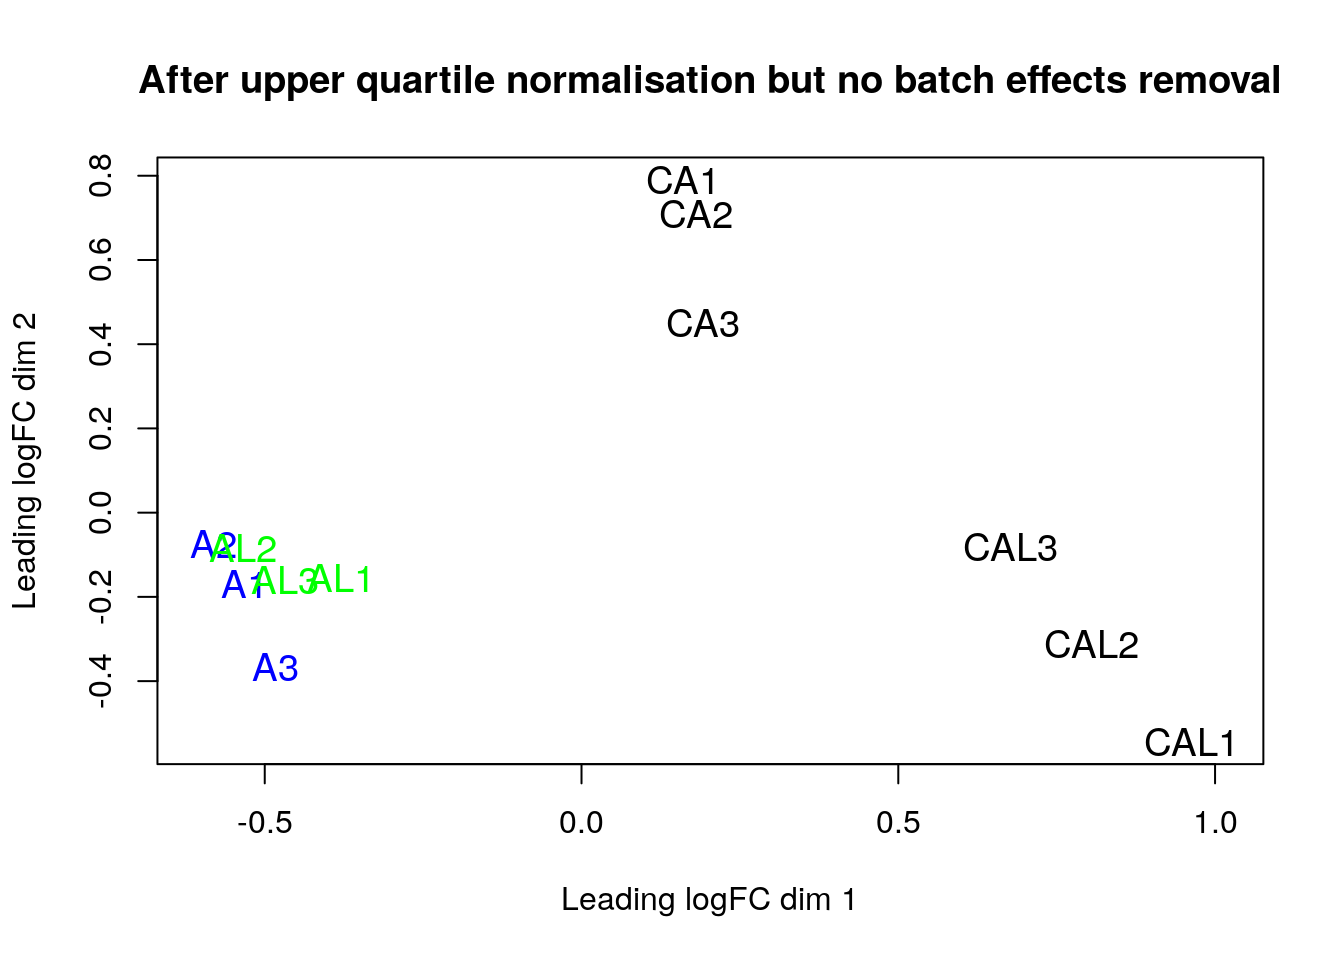 After upper quartile normalisation but no batch effects removal
Leading logFC dim 2
0.8
0.6
0.4
0.2
0.0
-0.2
-0.4
CA1
CA2
CA3
A2
AL2
A1
AL3
AL1
A3
CAL3
CAL2
CAL1
-0.5 0.0 0.5 1.0
Leading logFC dim 1